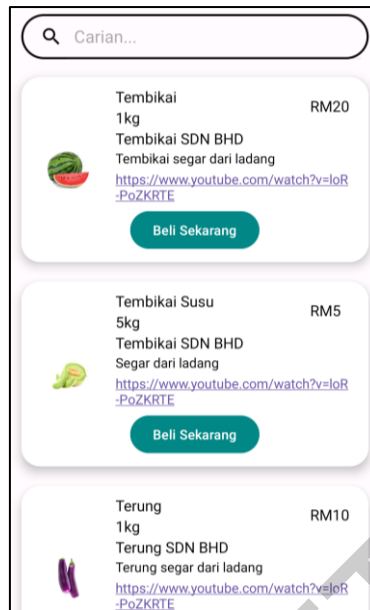 Carian...
Tembikai
RM20
1kg
Tembikai SDN BHD
Tembikai segar dari ladang
https://www.youtube.com/watch?v=loR
-PoZKRTE
Beli Sekarang
Tembikai Susu
RM5
5kg
Tembikai SDN BHD
Segar dari ladang
https://www.youtube.com/watch?v=loR
-PoZKRTE
Beli Sekarang
Terung
RM10
1kg
Terung SDN BHD
Terung segar dari ladang
https://www.youtube.com/watch?v=loR
-PoZKRTE